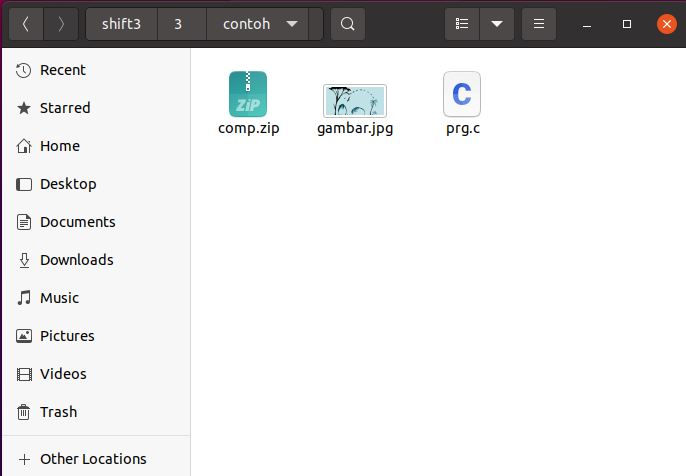 shift3 3 contoh
Recent
Starred
Home
Desktop
Documents
Downloads
Music
Pictures
Videos
Trash
Other Locations
ZIP
C
comp.zip gambar.jpg prg.c